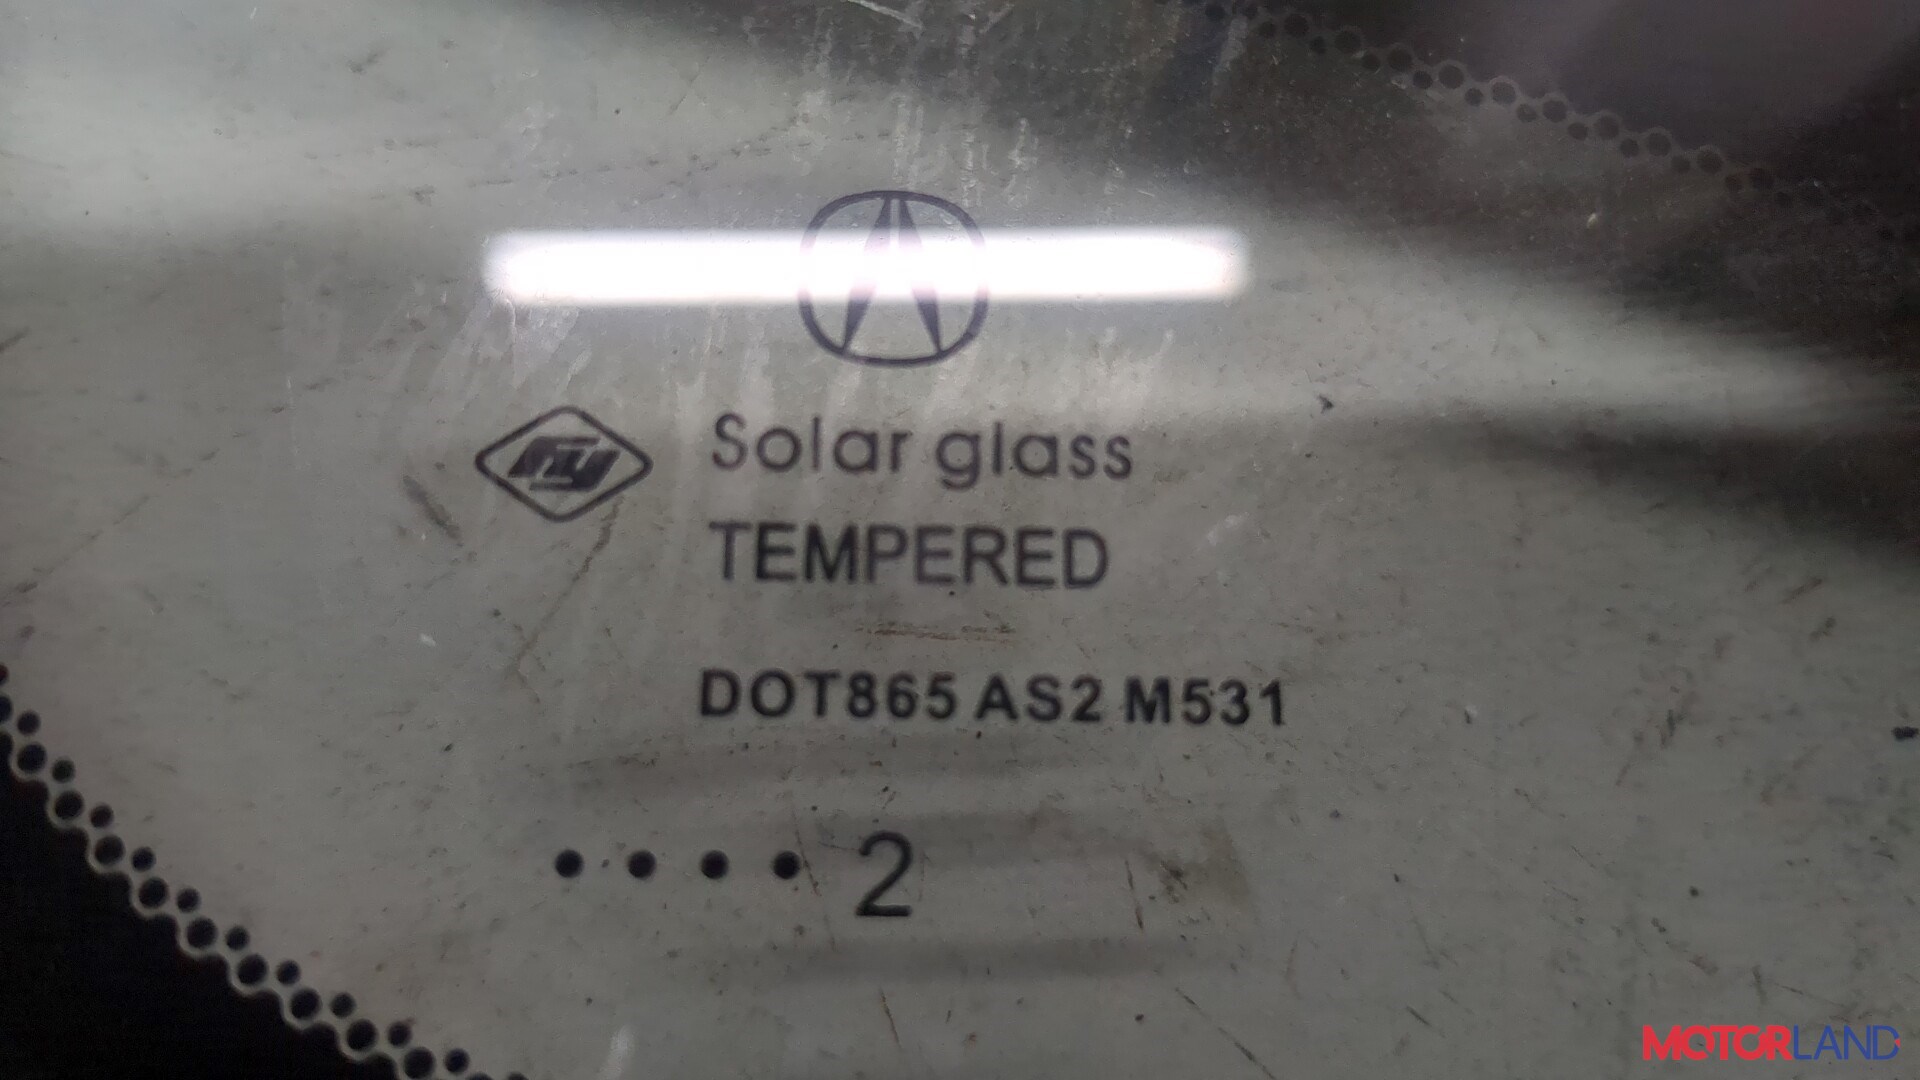 Solar glass
TEMPERED
DOT865 AS2 M531
•••• 2
MOTORLAND